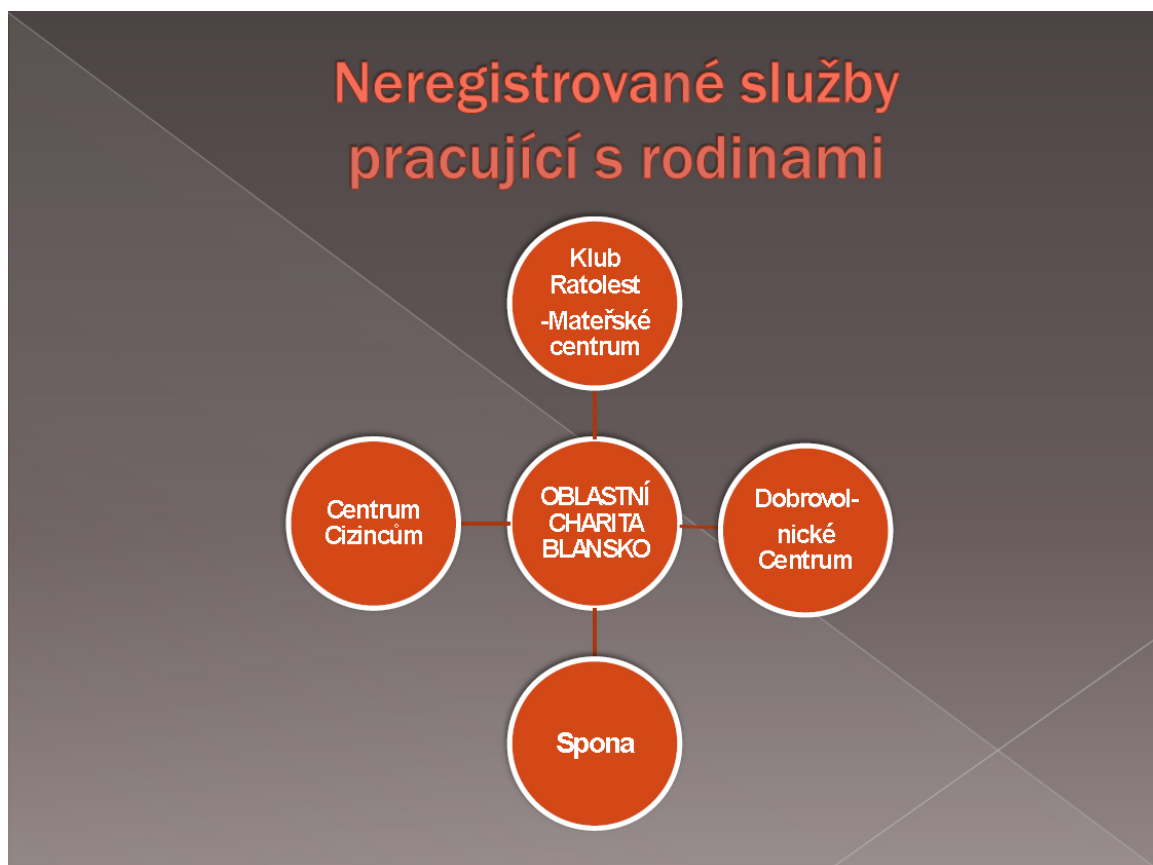 Neregistrované služby
pracující s rodinami
Klub
Ratolest
-Mateřské
centrum
Centrum
Cizincům
OBLASTNÍ
CHARITA
BLANSKO
Dobrovol-
nické
Centrum
Spona